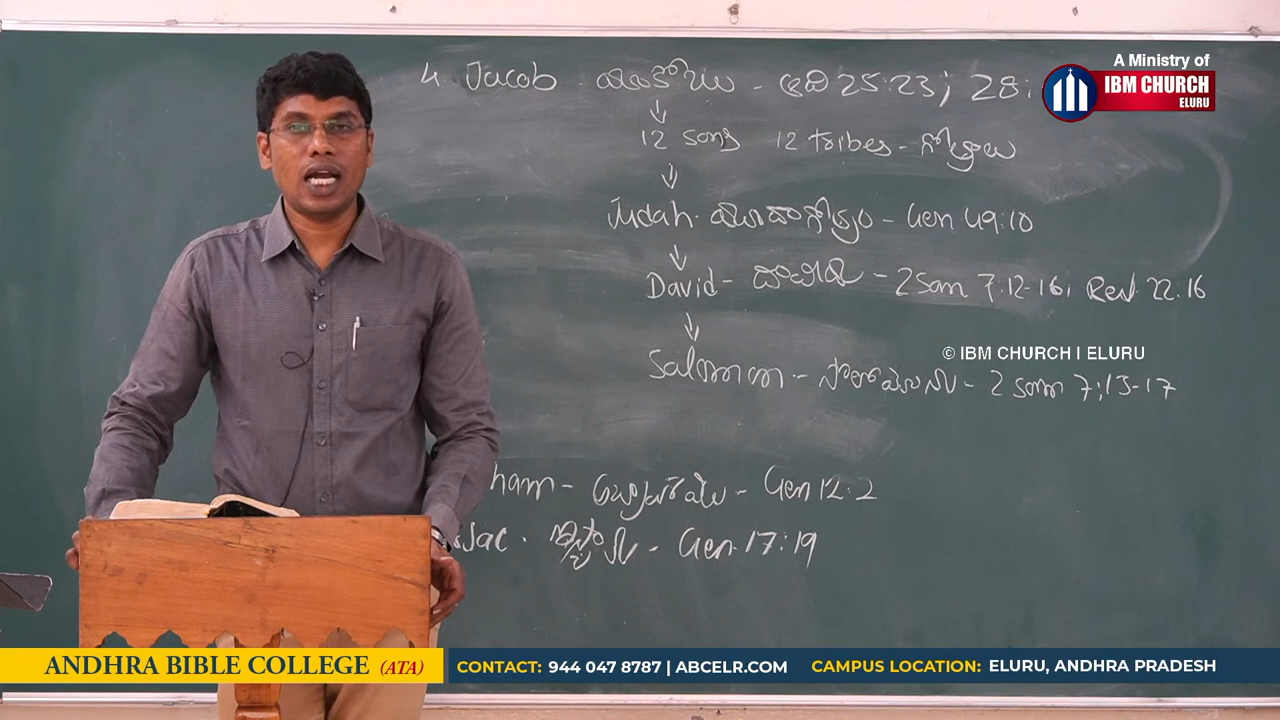 A Ministry of
IBM CHURCH
ELURU
4. Jacob - యాకోబు - ఆది 25:23; 28:
12 sons 12 tribes - గోత్రాలు
Judah - యూదాగోత్రం - Gen 49:10
David - దావీదు - 2 Sam 7:12-16, Rev 22:16
© IBM CHURCH I ELURU
Solomon - సొలొమోను - 2 Sam 7:13-17
ham - అబ్రాహాము - Gen 12:2
sac - ఇస్సాకు - Gen 17:19
ANDHRA BIBLE COLLEGE (ATA) CONTACT: 944 047 8787 | ABCELR.COM CAMPUS LOCATION: ELURU, ANDHRA PRADESH